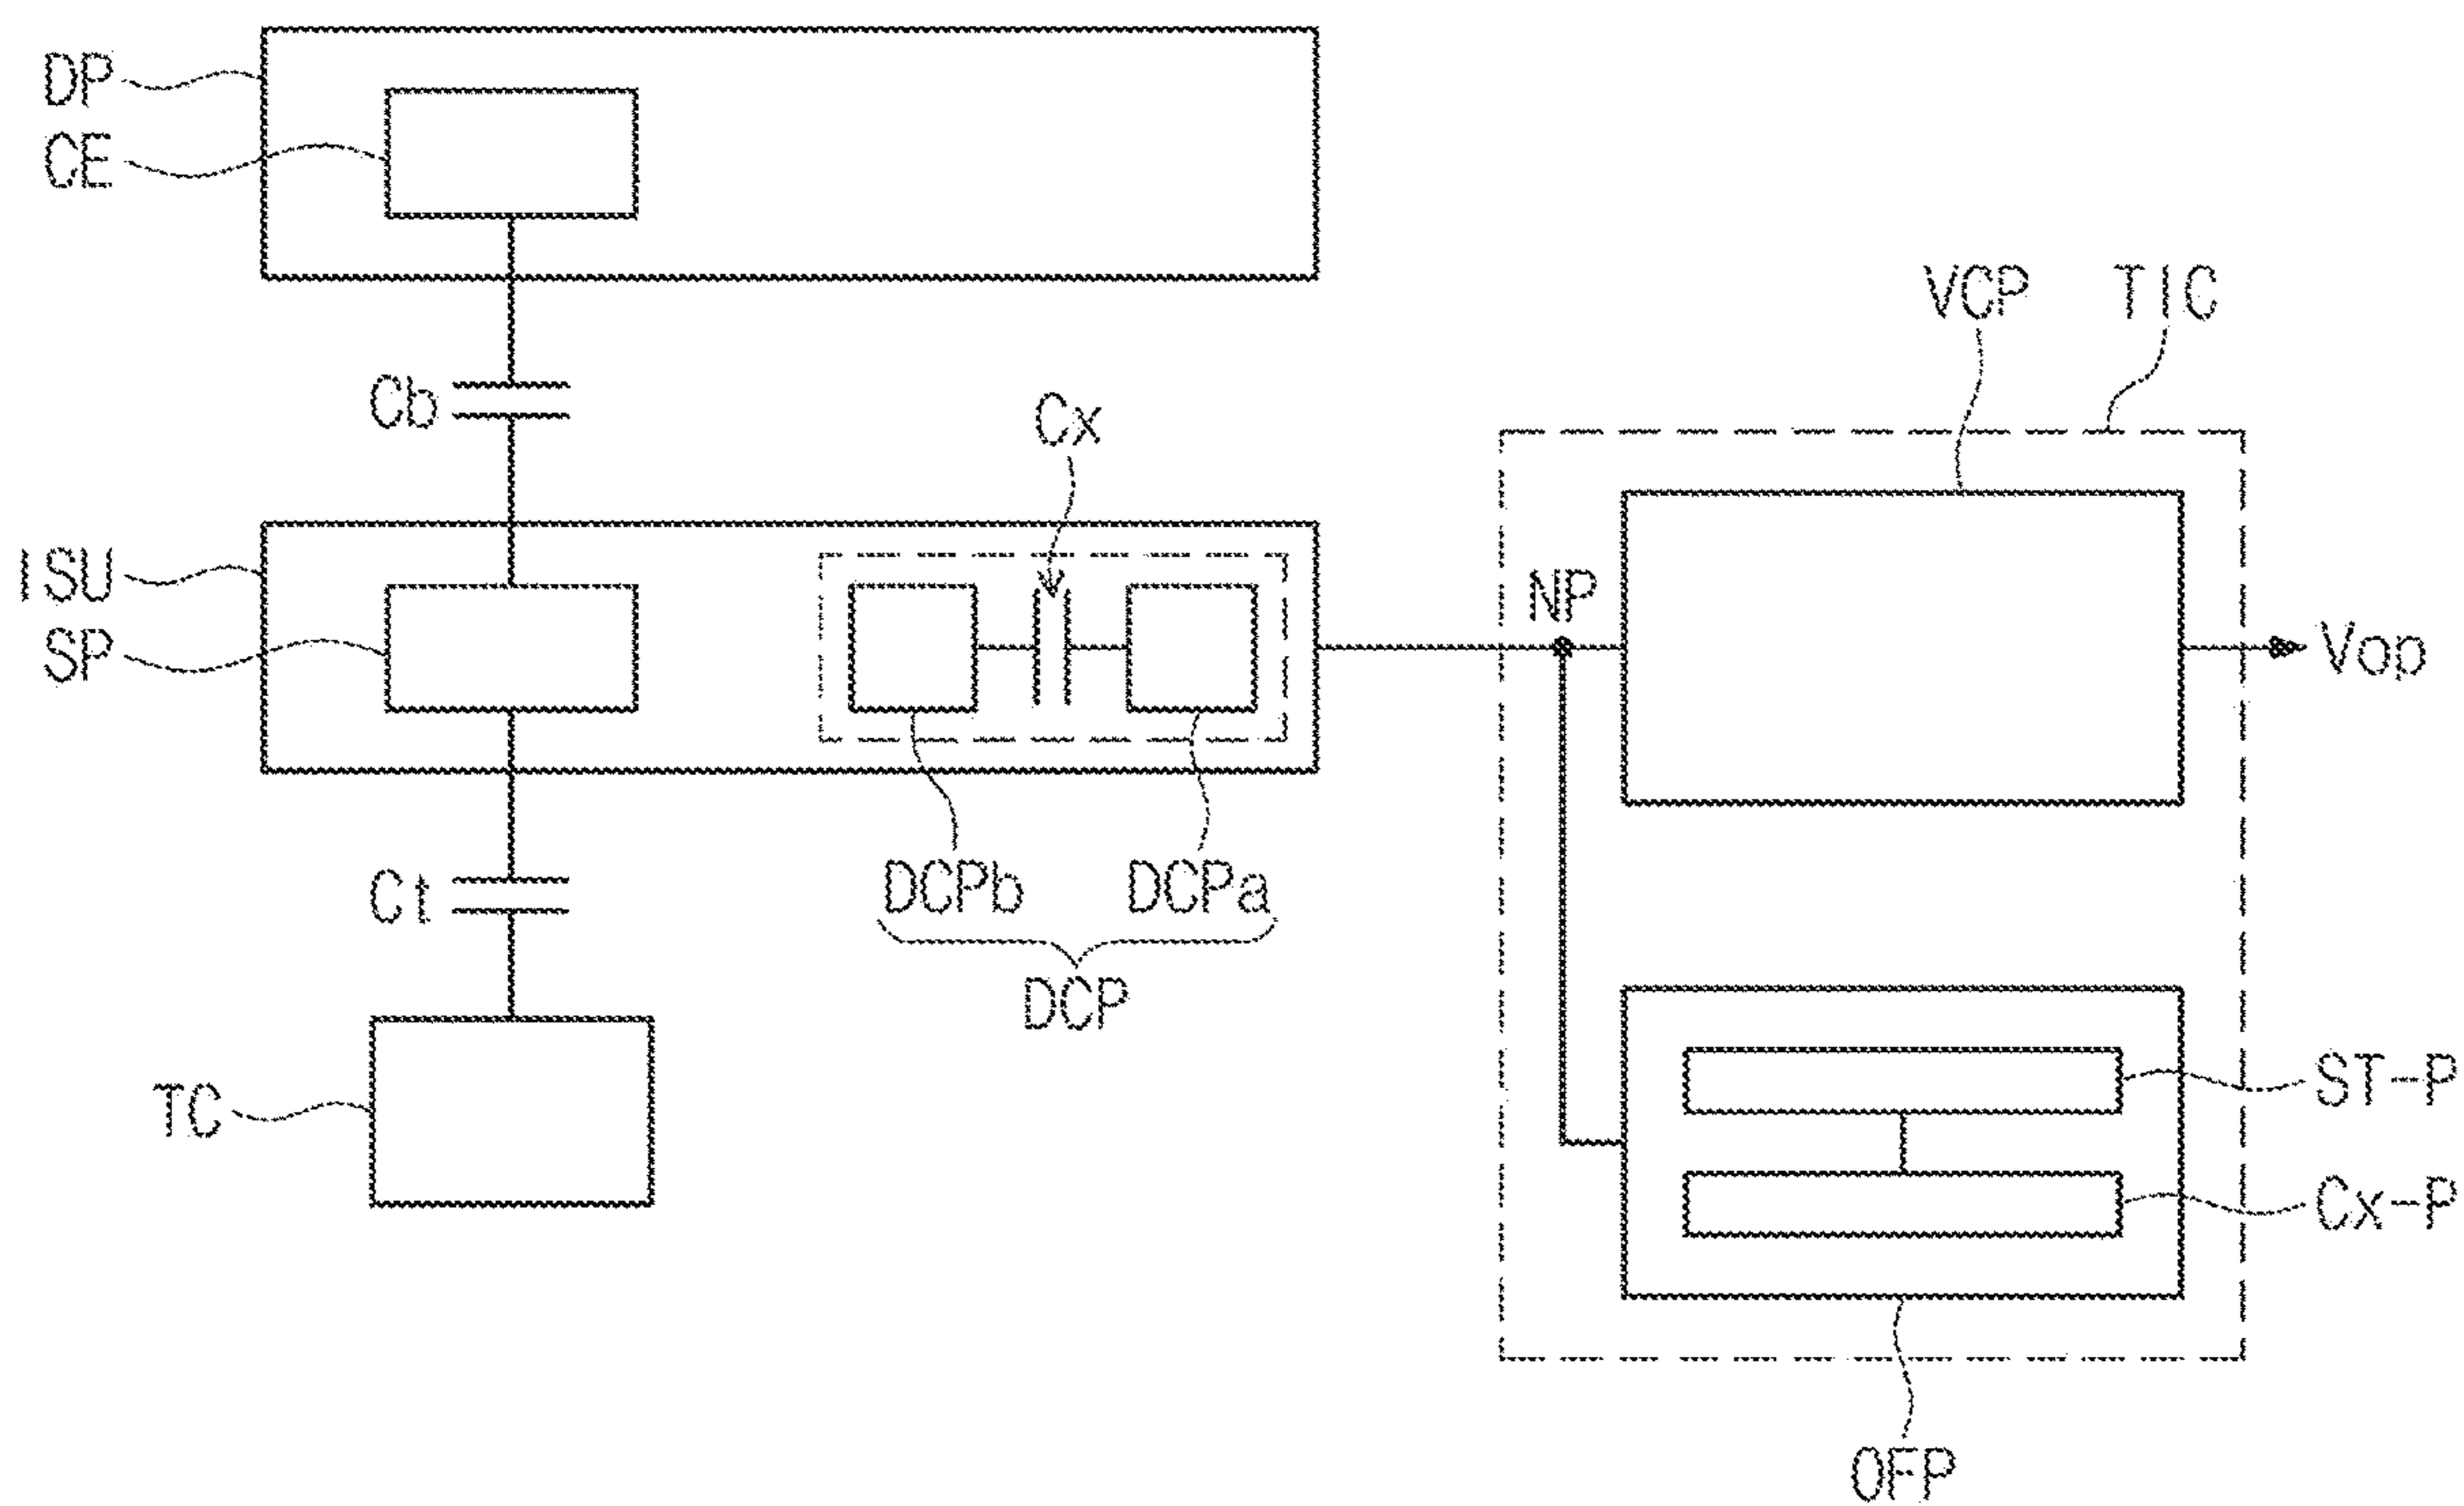 DP
CE
VCP TIC
Cb
Cx
ISU
NP
SP
Vop
DCPb DCPa
Ct
DCP
ST-P
TC
Cx-P
OFP